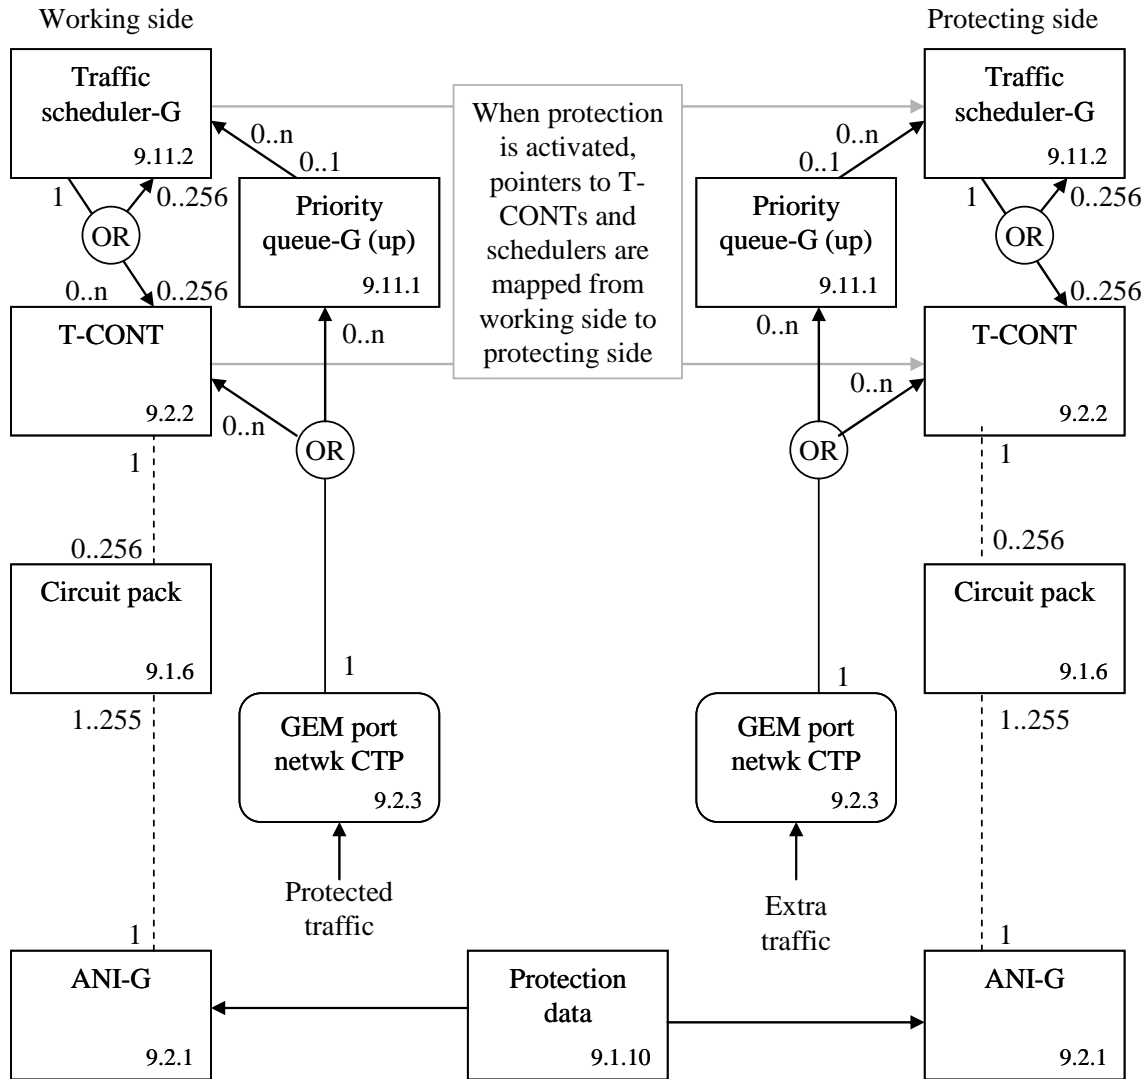 Working side
Protecting side
Traffic
scheduler-G
9.11.2
Traffic
scheduler-G
9.11.2
When protection
is activated,
pointers to T-
CONTs and
schedulers are
mapped from
working side to
protecting side
0..n
0..1
0..n
0..1
1
0..256
OR
0..n
0..256
Priority
queue-G (up)
9.11.1
Priority
queue-G (up)
9.11.1
1
0..256
OR
0..256
T-CONT
9.2.2
0..n
0..n
OR
0..n
0..n
OR
T-CONT
9.2.2
1
1
0..256
0..256
Circuit pack
9.1.6
Circuit pack
9.1.6
1..255
1..255
1
1
GEM port
netwk CTP
9.2.3
GEM port
netwk CTP
9.2.3
Protected
traffic
Extra
traffic
1
1
ANI-G
9.2.1
Protection
data
9.1.10
ANI-G
9.2.1